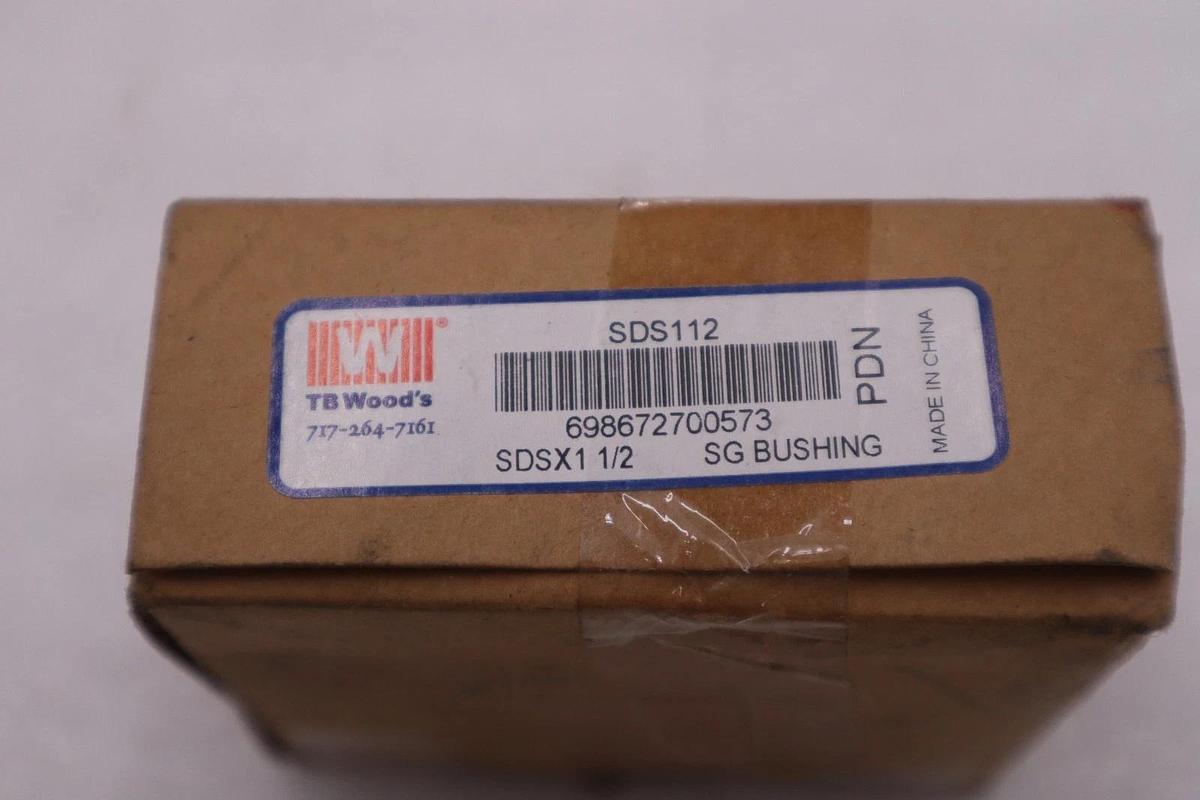 W®
TB Wood's
717-264-7161
SDS112
698672700573
SDSX1 1/2 SG BUSHING
PDN
MADE IN CHINA